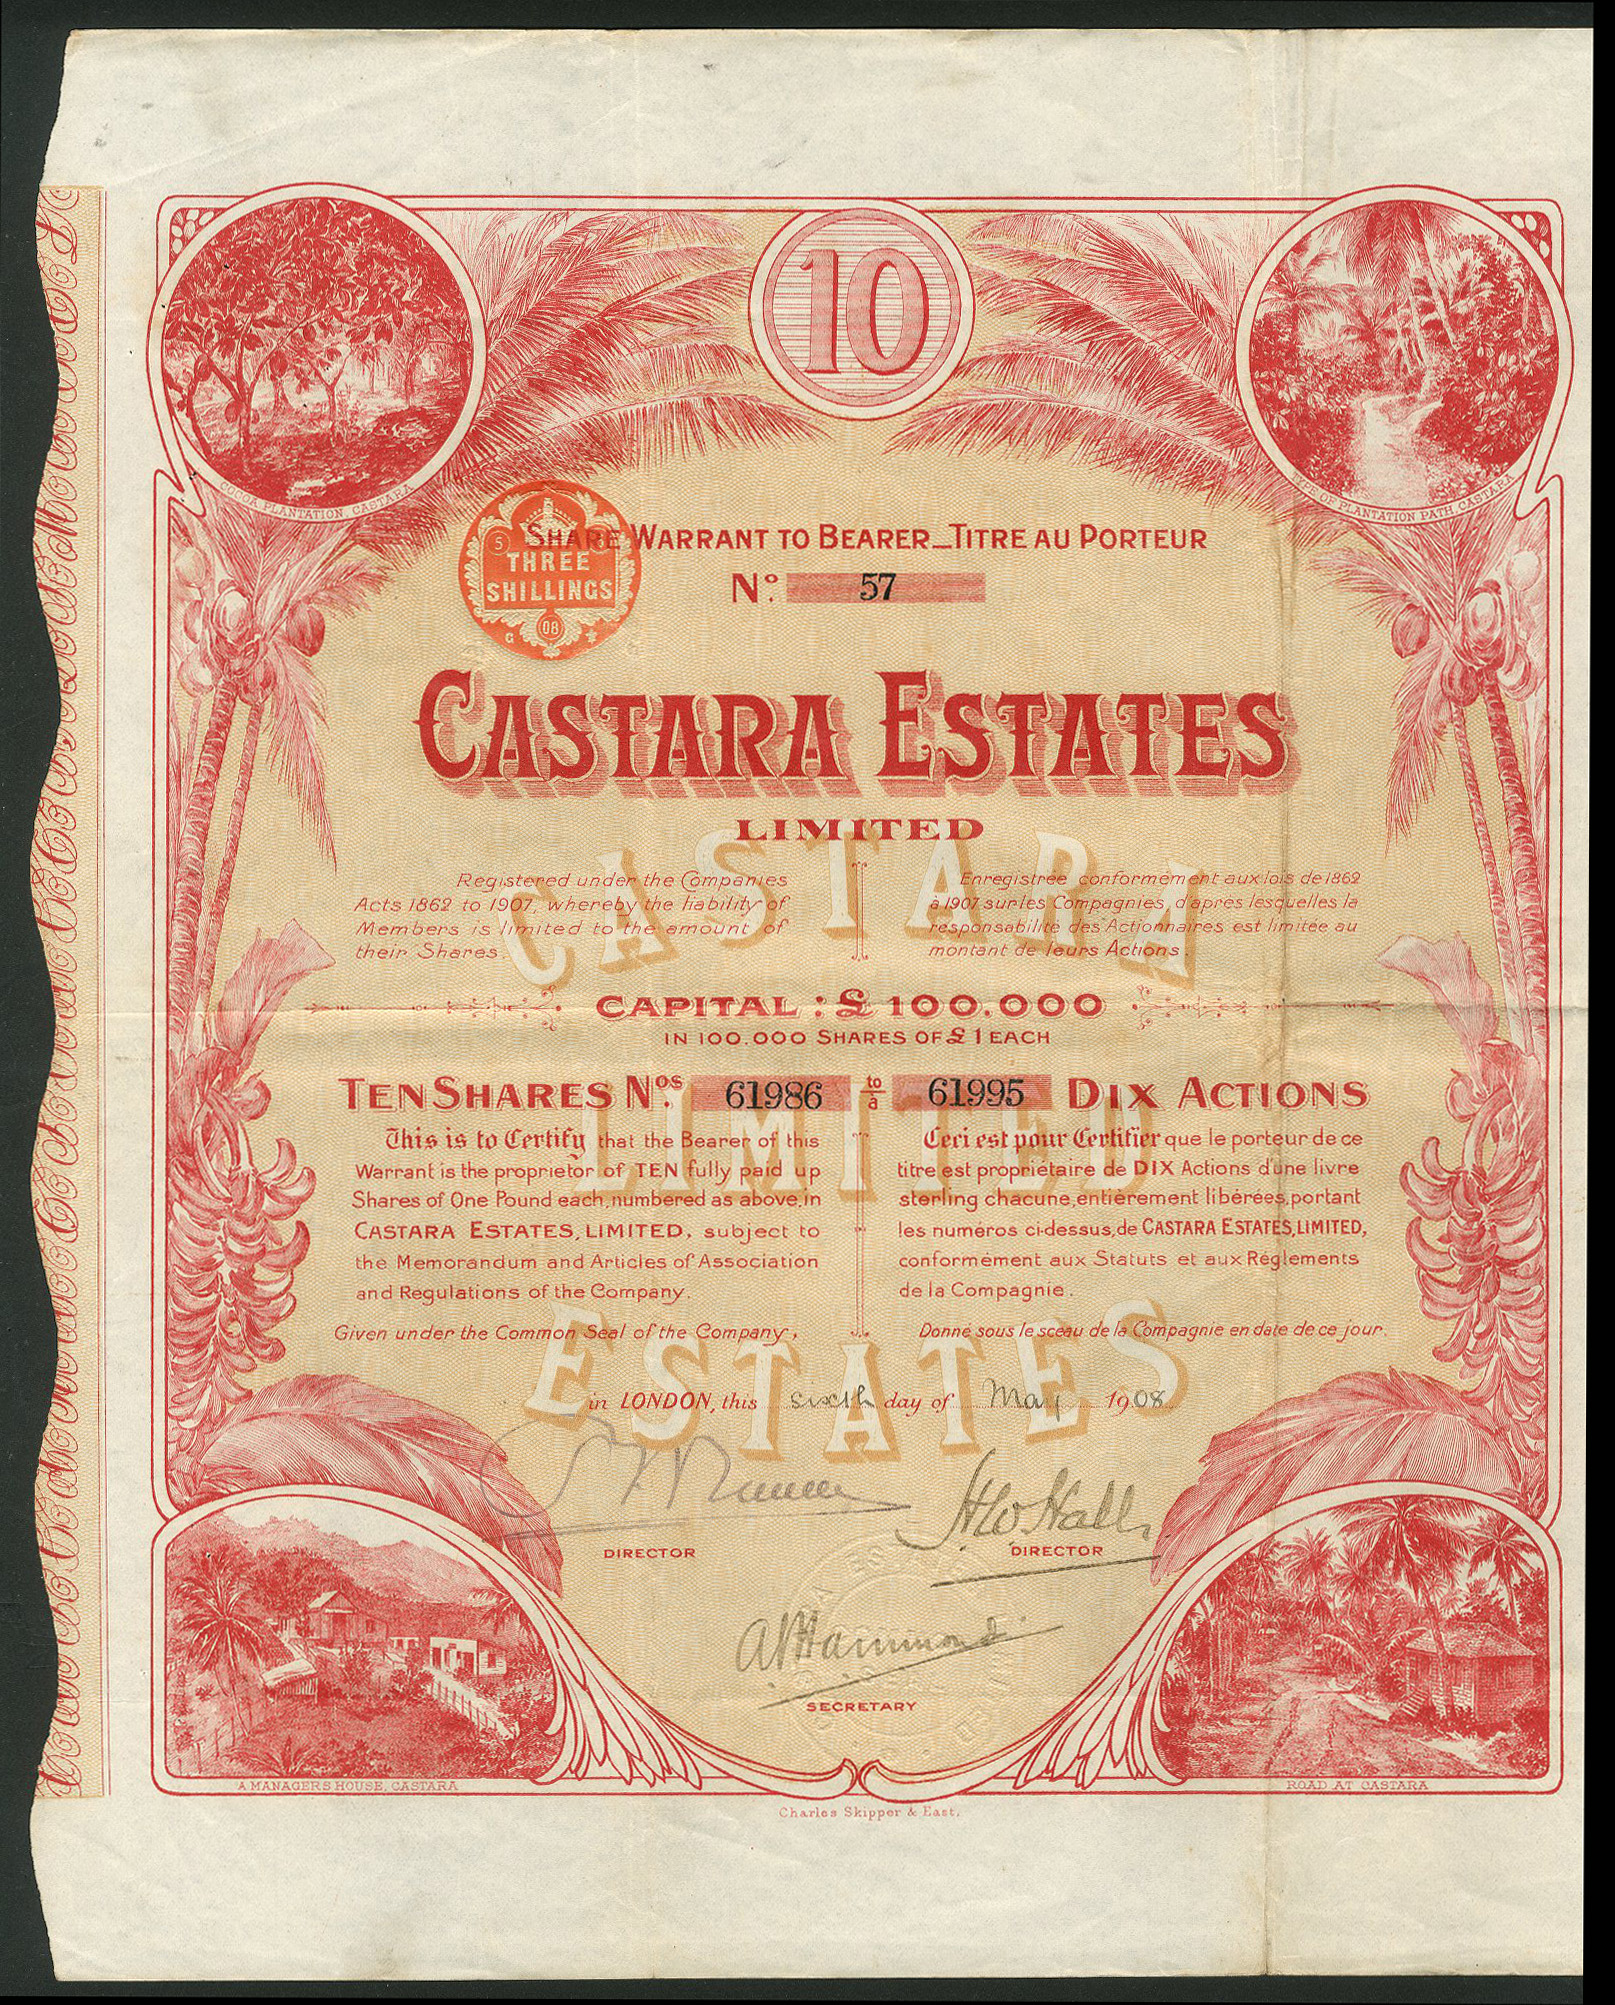 10
COCOA PLANTATION, CASTARA
OF PLANTATION PATH, CASTARA
SHARE WARRANT TO BEARER_TITRE AU PORTEUR
5
THREE
SHILLINGS
G 08
Nº. 57
CASTARA ESTATES
LIMITED
CASTARA
Registered under the Companies
Acts 1862 to 1907, whereby the liability of
Members is limited to the amount of
their Shares.
Enregistrée conformément aux lois de 1862
à 1907 sur les Compagnies, d'après lesquelles la
responsabilité des Actionnaires est limitée au
montant de leurs Actions.
CAPITAL : £ 100.000
IN 100.000 SHARES OF £ 1 EACH
TEN SHARES Nos. 61986 to/à 61995 DIX ACTIONS
LIMITED
This is to Certify that the Bearer of this
Warrant is the proprietor of TEN fully paid up
Shares of One Pound each, numbered as above, in
CASTARA ESTATES, LIMITED, subject to
the Memorandum and Articles of Association
and Regulations of the Company.
Given under the Common Seal of the Company,
Ceci est pour Certifier que le porteur de ce
titre est propriétaire de DIX Actions d'une livre
sterling chacune, entièrement libérées, portant
les numéros ci-dessus, de CASTARA ESTATES, LIMITED,
conformément aux Statuts et aux Réglements
de la Compagnie.
Donné sous le sceau de la Compagnie en date de ce jour.
ESTATES
in LONDON, this sixth day of May 1908
H W Hall
DIRECTOR
DIRECTOR
A Hammond
SECRETARY
A MANAGERS HOUSE, CASTARA
ROAD AT CASTARA
Charles Skipper & East.